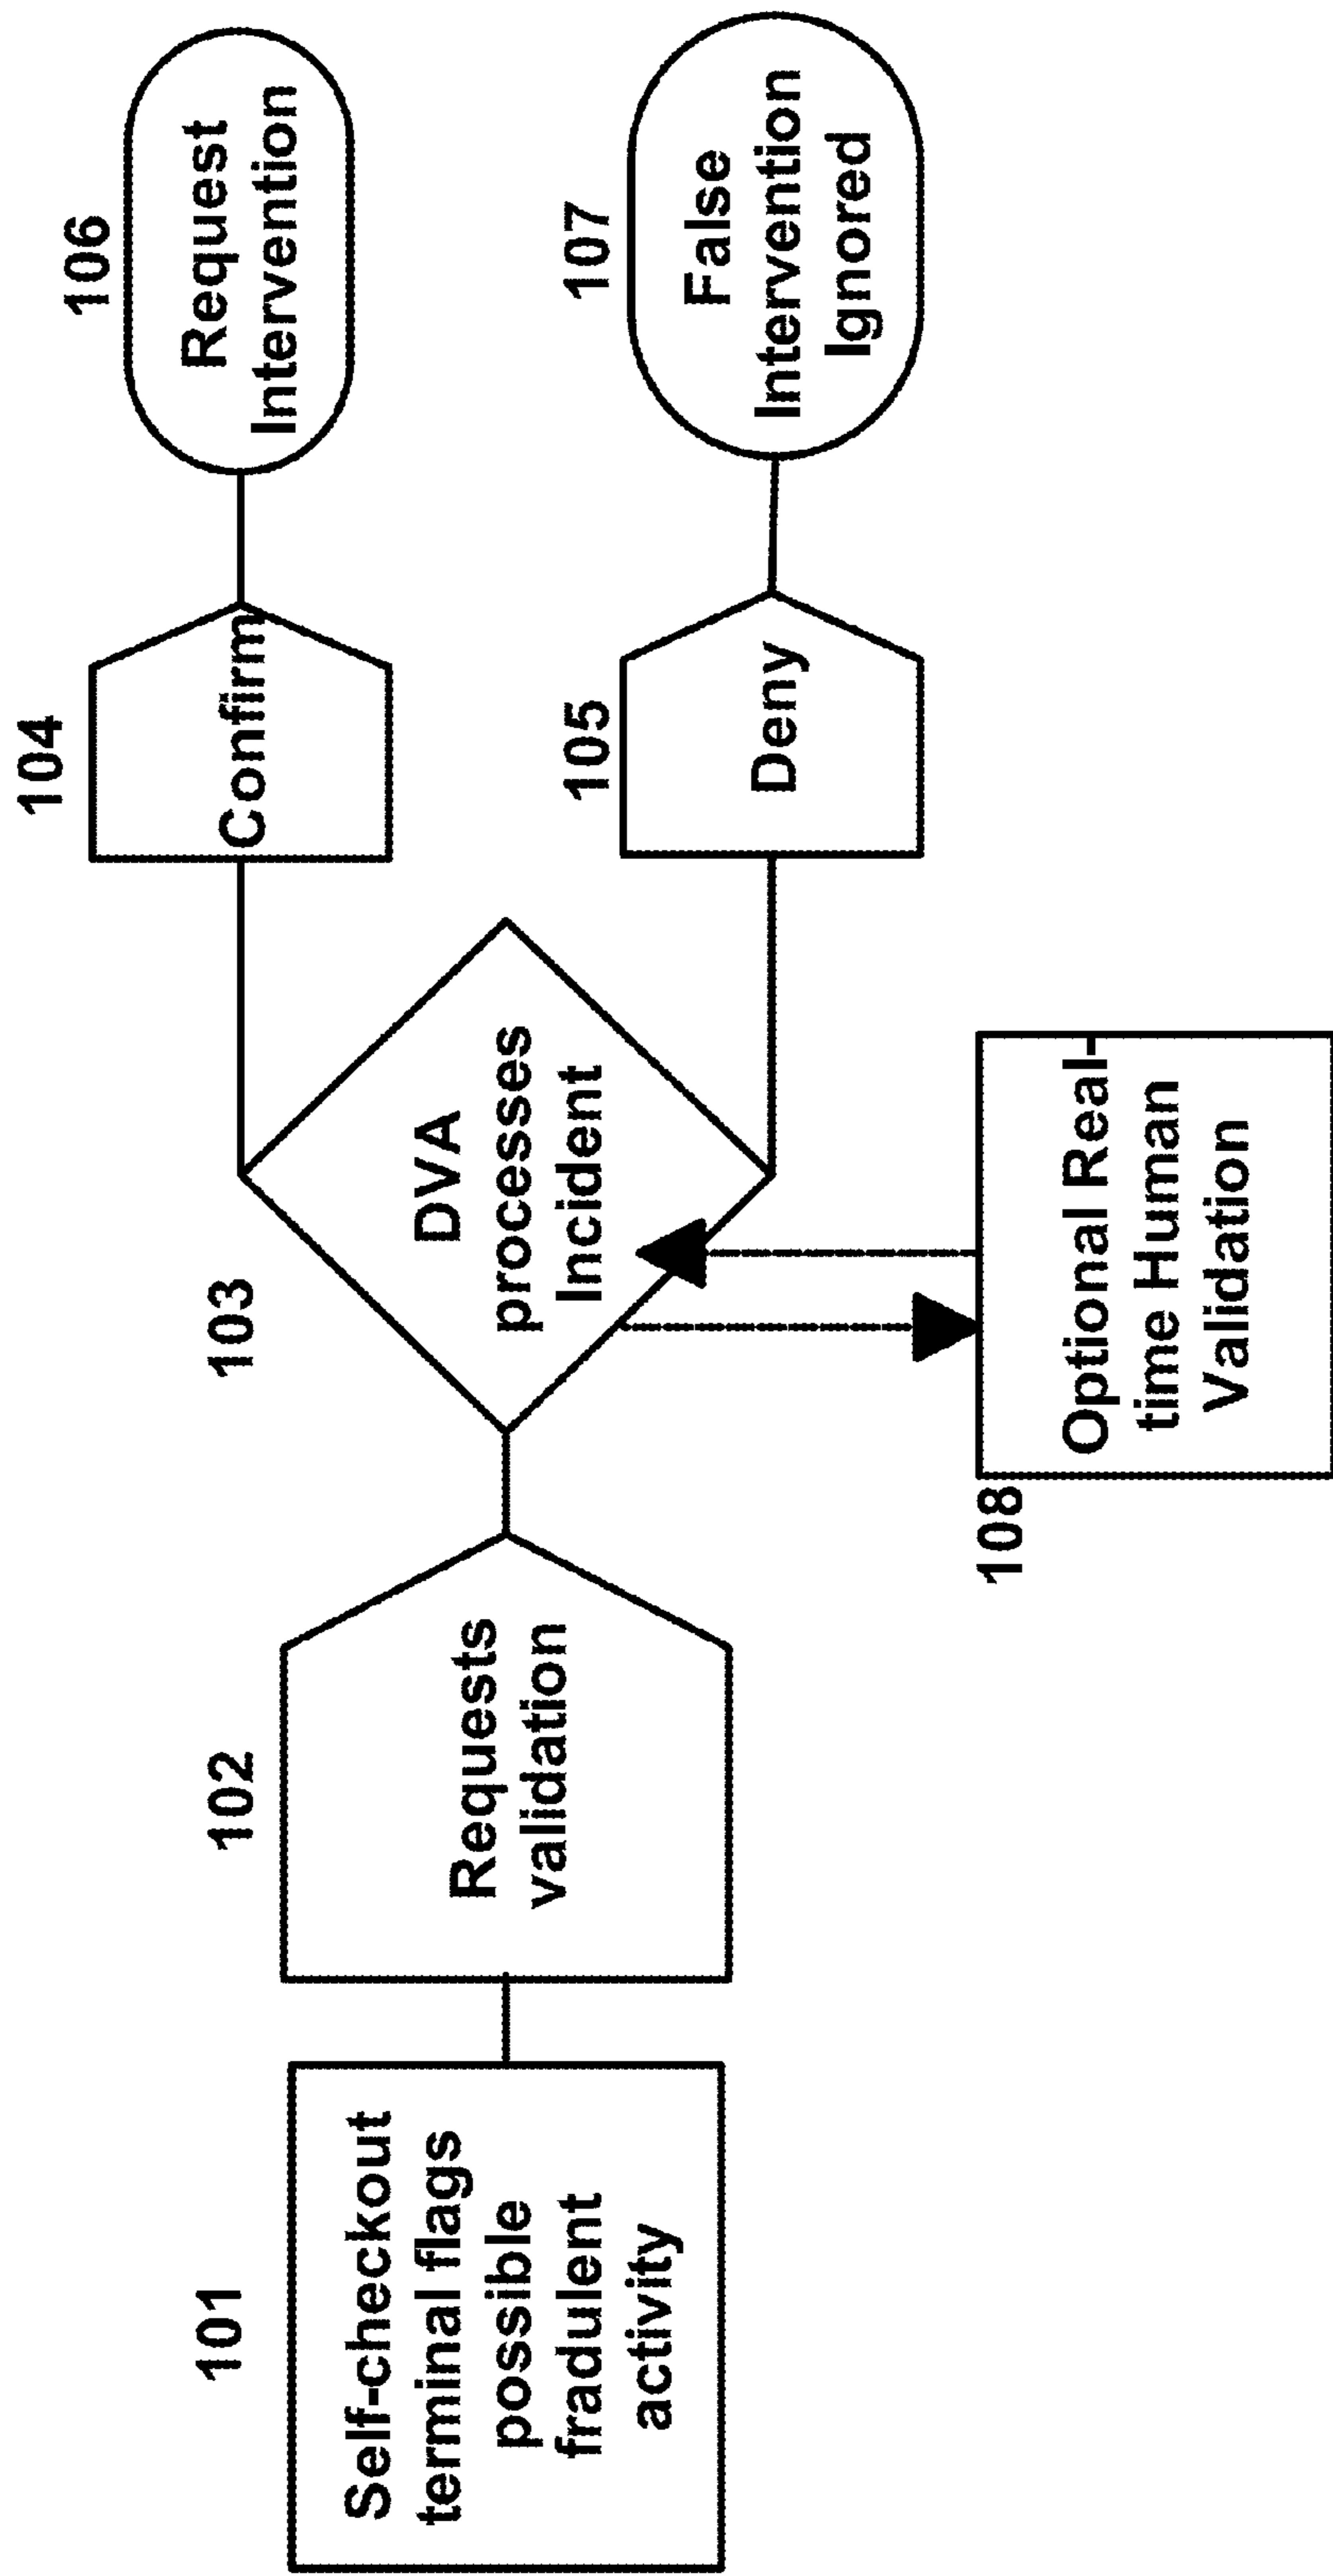 101
Self-checkout
terminal flags
possible
fradulent
activity
102
Requests
validation
103
DVA
processes
Incident
104
Confirm
106
Request
Intervention
105
Deny
107
False
Intervention
Ignored
108
Optional Real-
time Human
Validation